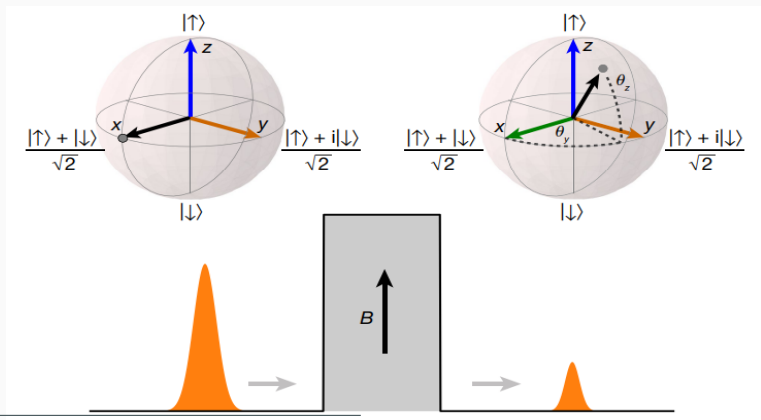 |↑⟩
z
x
y
|↑⟩ + |↓⟩
√2
|↑⟩ + i|↓⟩
√2
|↓⟩
|↑⟩
z
θz
x
θy
y
|↑⟩ + |↓⟩
√2
|↑⟩ + i|↓⟩
√2
|↓⟩
B